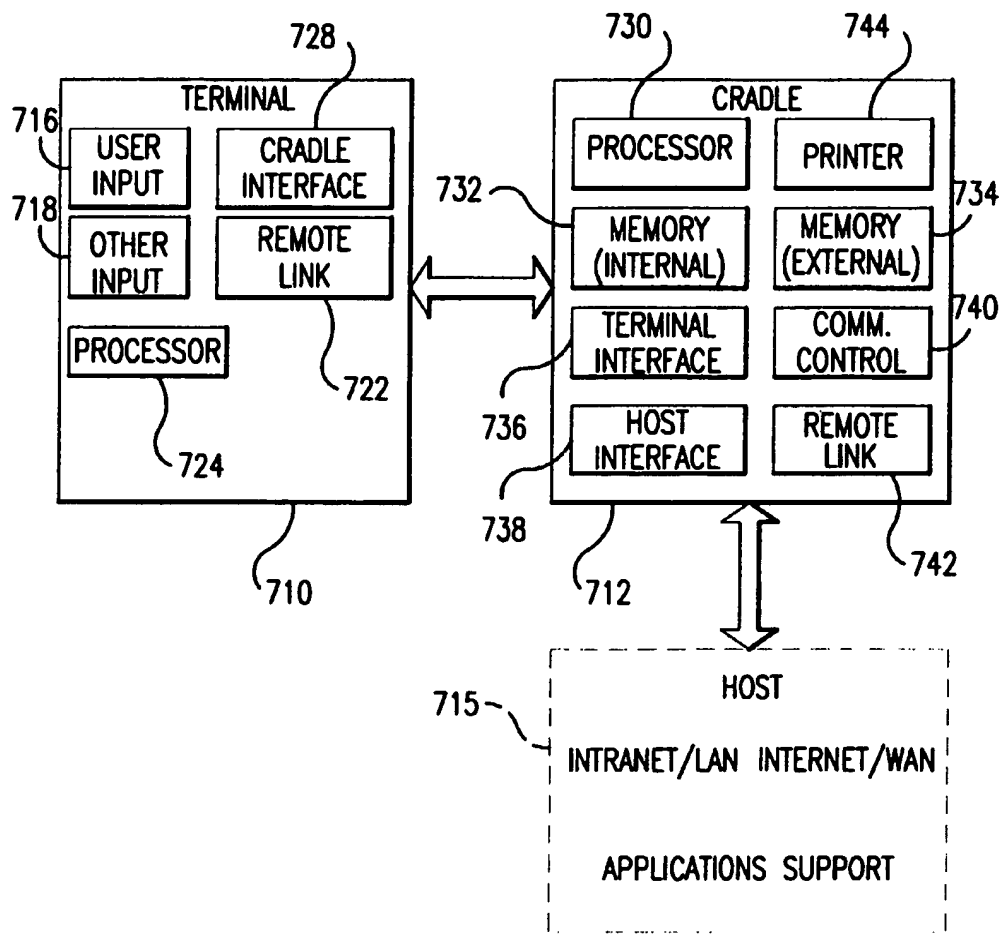 728
730
744
TERMINAL
CRADLE
716
USER
INPUT
CRADLE
INTERFACE
PROCESSOR
PRINTER
732
734
718
OTHER
INPUT
REMOTE
LINK
MEMORY
(INTERNAL)
MEMORY
(EXTERNAL)
740
PROCESSOR
TERMINAL
INTERFACE
COMM.
CONTROL
722
736
HOST
INTERFACE
REMOTE
LINK
724
738
710
712
742
HOST
715
INTRANET/LAN INTERNET/WAN
APPLICATIONS SUPPORT